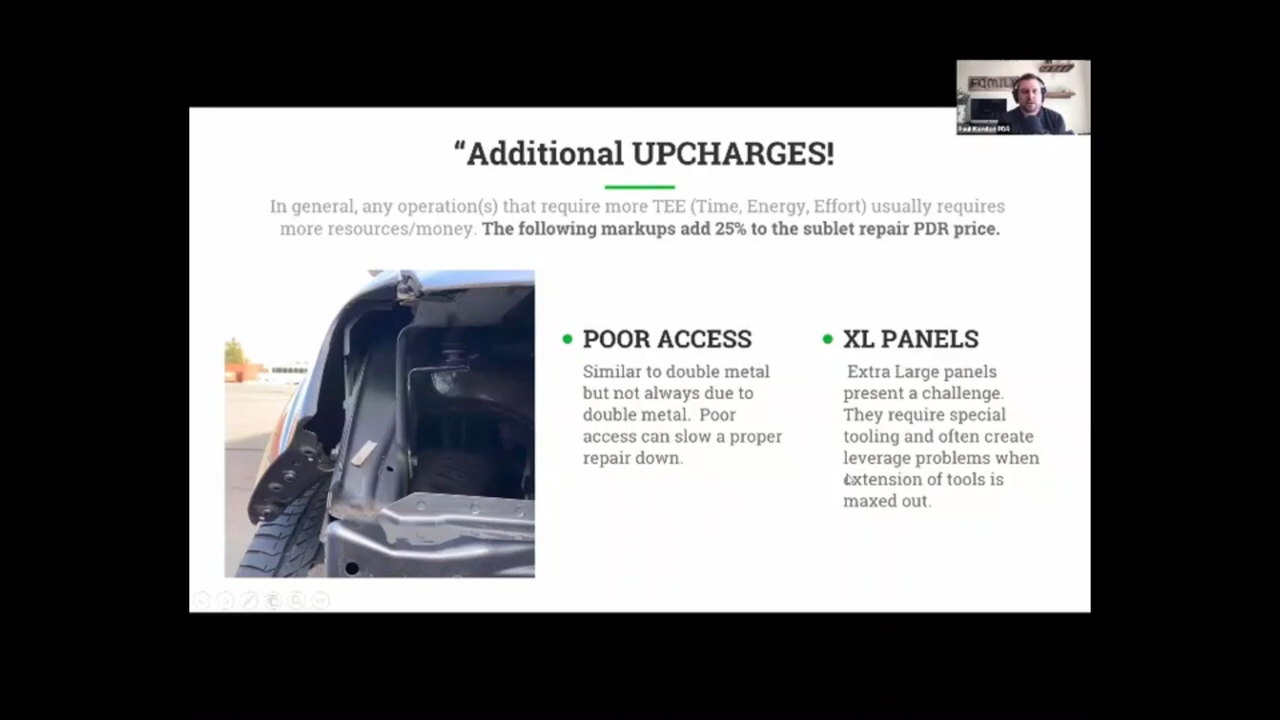 FAMILY
“Additional UPCHARGES!
In general, any operation(s) that require more TEE (Time, Energy, Effort) usually requires
more resources/money. The following markups add 25% to the sublet repair PDR price.
POOR ACCESS
Similar to double metal
but not always due to
double metal. Poor
access can slow a proper
repair down.
XL PANELS
Extra Large panels
present a challenge.
They require special
tooling and often create
leverage problems when
extension of tools is
maxed out.